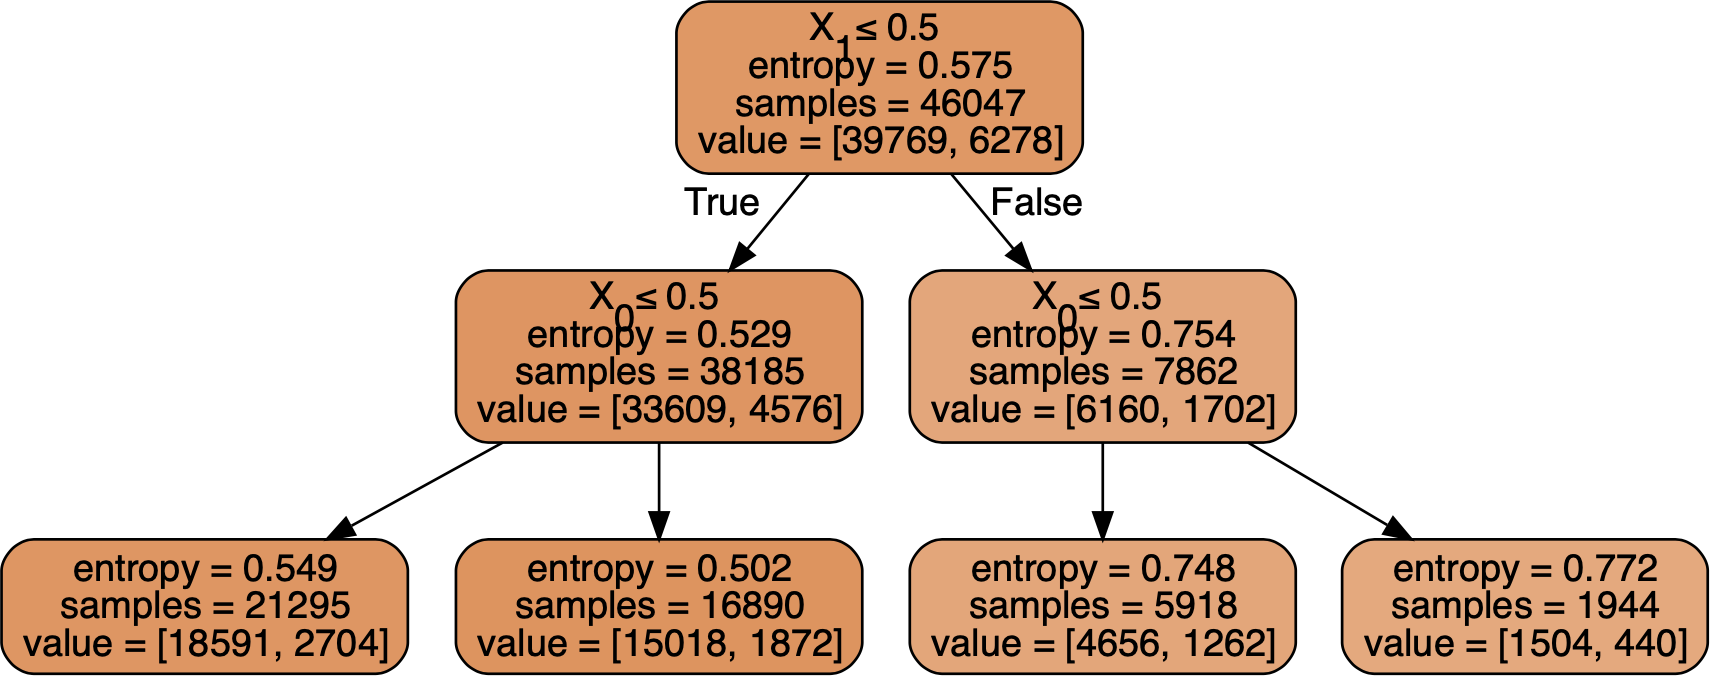 X₁ ≤ 0.5
entropy = 0.575
samples = 46047
value = [39769, 6278]
True
False
X₀ ≤ 0.5
entropy = 0.529
samples = 38185
value = [33609, 4576]
X₀ ≤ 0.5
entropy = 0.754
samples = 7862
value = [6160, 1702]
entropy = 0.549
samples = 21295
value = [18591, 2704]
entropy = 0.502
samples = 16890
value = [15018, 1872]
entropy = 0.748
samples = 5918
value = [4656, 1262]
entropy = 0.772
samples = 1944
value = [1504, 440]